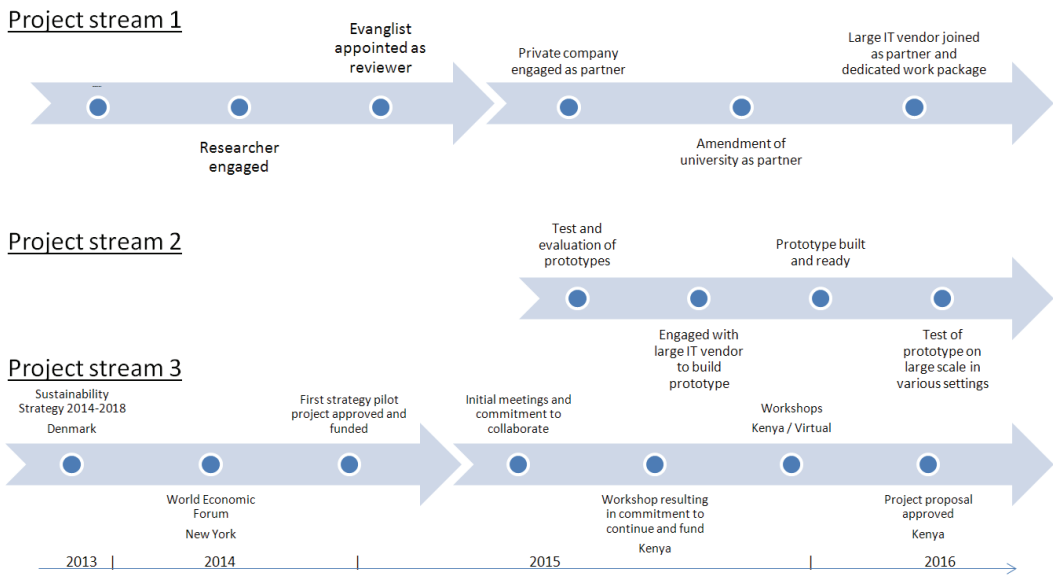 Project stream 1
Evanglist
appointed as
reviewer
Private company
engaged as partner
Large IT vendor joined
as partner and
dedicated work package
Researcher
engaged
Amendment of
university as partner
Project stream 2
Test and
evaluation of
prototypes
Prototype built
and ready
Engaged with
large IT vendor
to build
prototype
Test of
prototype on
large scale in
various settings
Project stream 3
Sustainability
Strategy 2014-2018
Denmark
First strategy pilot
project approved and
funded
Initial meetings and
commitment to
collaborate
Workshops
Kenya / Virtual
World Economic
Forum
New York
Workshop resulting
in commitment to
continue and fund
Kenya
Project proposal
approved
Kenya
2013 | 2014 | 2015 | 2016